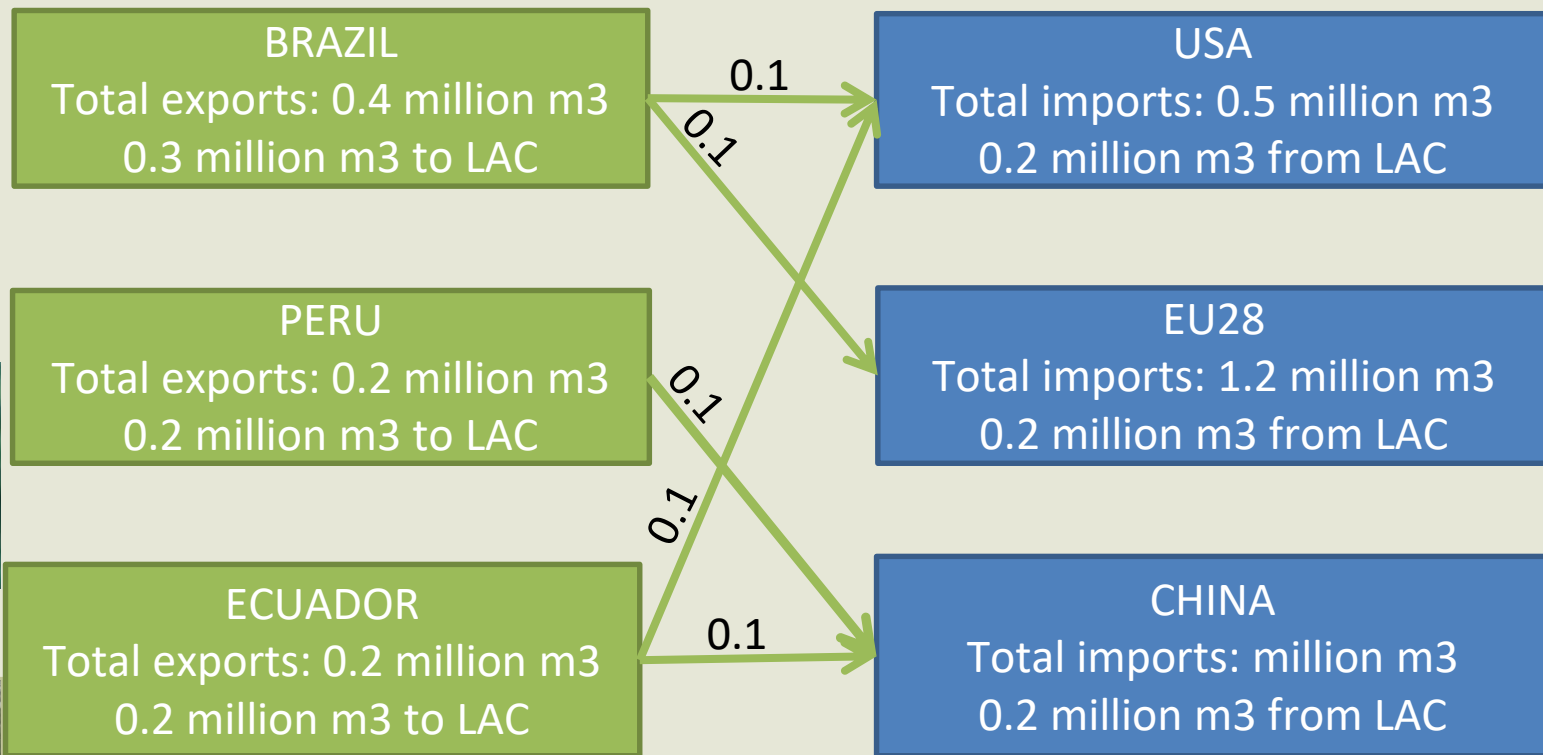 BRAZIL
Total exports: 0.4 million m3
0.3 million m3 to LAC
0.1
0.1
USA
Total imports: 0.5 million m3
0.2 million m3 from LAC
PERU
Total exports: 0.2 million m3
0.2 million m3 to LAC
0.1
EU28
Total imports: 1.2 million m3
0.2 million m3 from LAC
0.1
ECUADOR
Total exports: 0.2 million m3
0.2 million m3 to LAC
0.1
CHINA
Total imports: million m3
0.2 million m3 from LAC